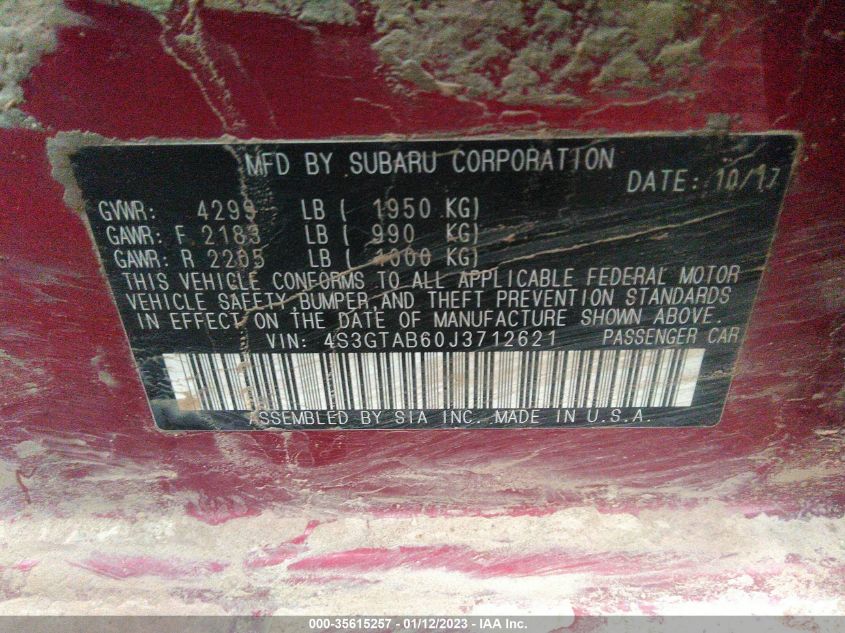 MFD BY SUBARU CORPORATION
DATE: 10/17
GVWR: 4299 LB ( 1950 KG)
GAWR: F 2183 LB ( 990 KG)
GAWR: R 2205 LB ( 1000 KG)
THIS VEHICLE CONFORMS TO ALL APPLICABLE FEDERAL MOTOR
VEHICLE SAFETY,BUMPER,AND THEFT PREVENTION STANDARDS
IN EFFECT ON THE DATE OF MANUFACTURE SHOWN ABOVE.
VIN: 4S3GTAB60J3712621 PASSENGER CAR
ASSEMBLED BY SIA INC. MADE IN U.S.A.
000-35615257 - 01/12/2023 - IAA Inc.